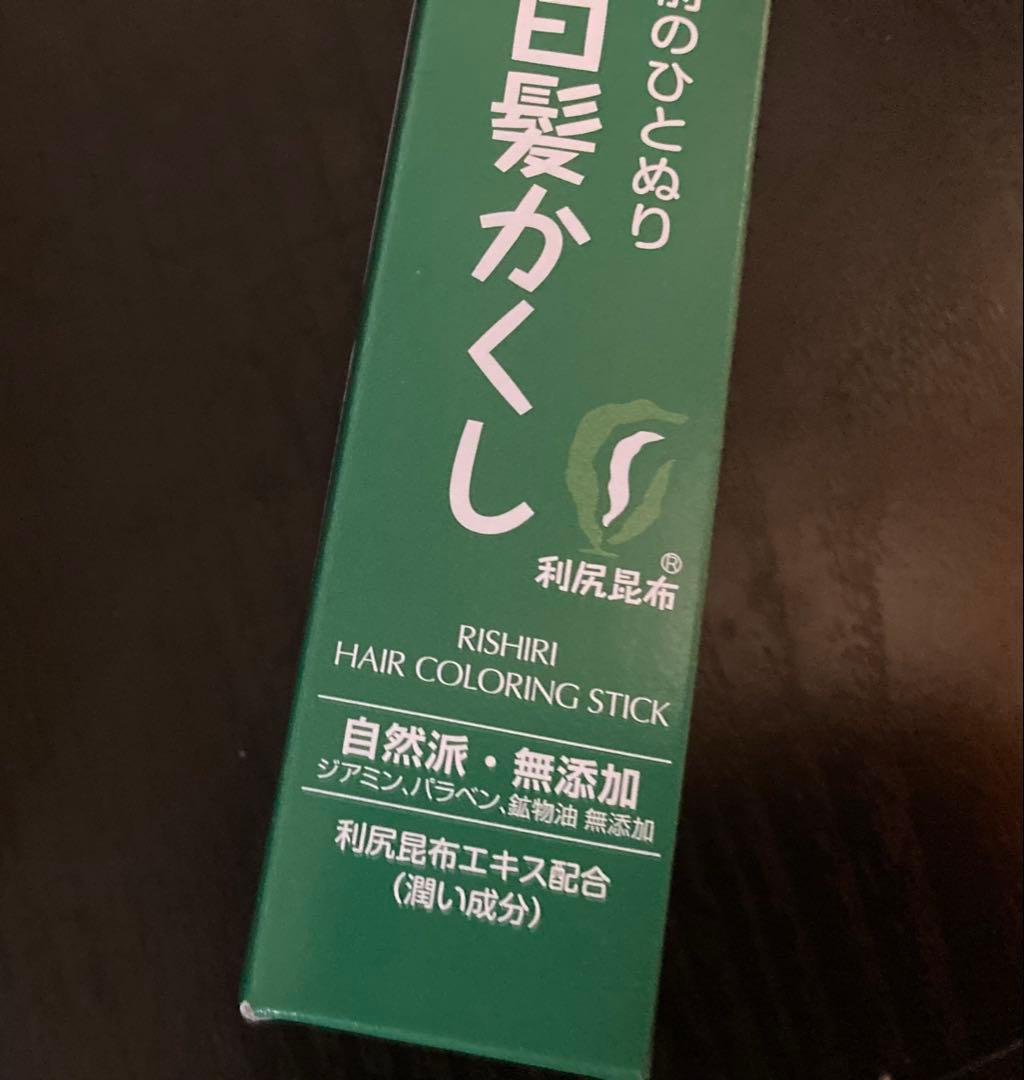 のひとぬり
白髪かくし
利尻昆布®
RISHIRI
HAIR COLORING STICK
自然派・無添加
ジアミン、パラベン、鉱物油 無添加
利尻昆布エキス配合
(潤い成分)